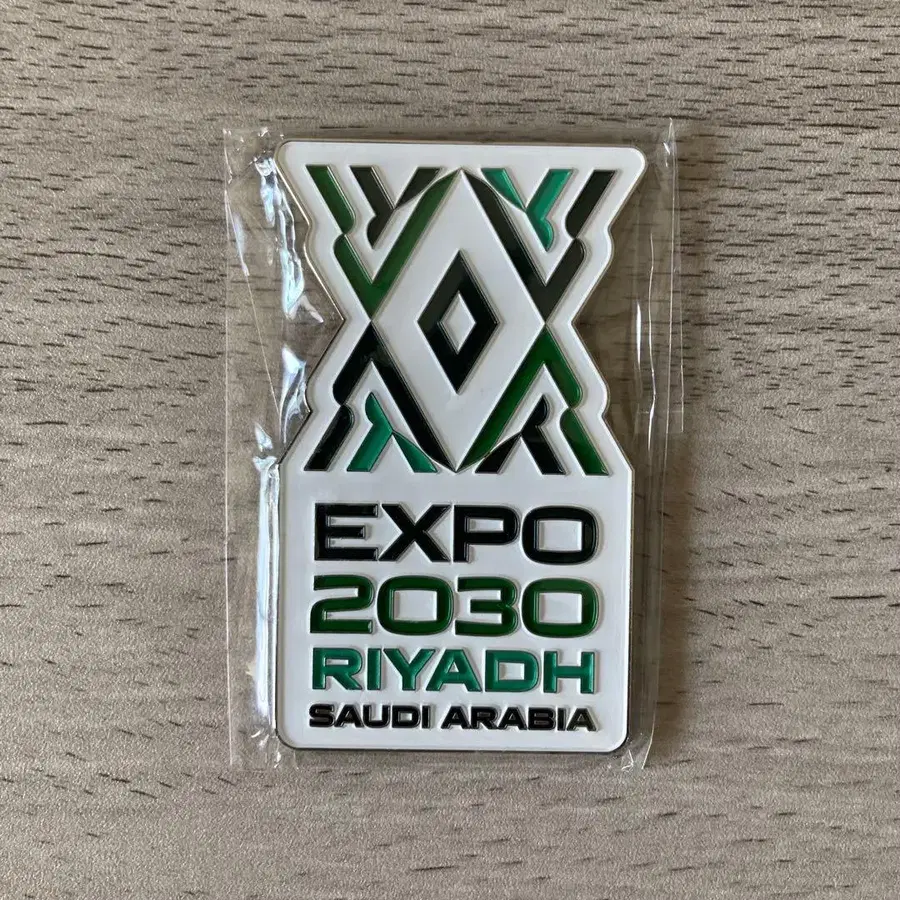 EXPO
2030
RIYADH
SAUDI ARABIA